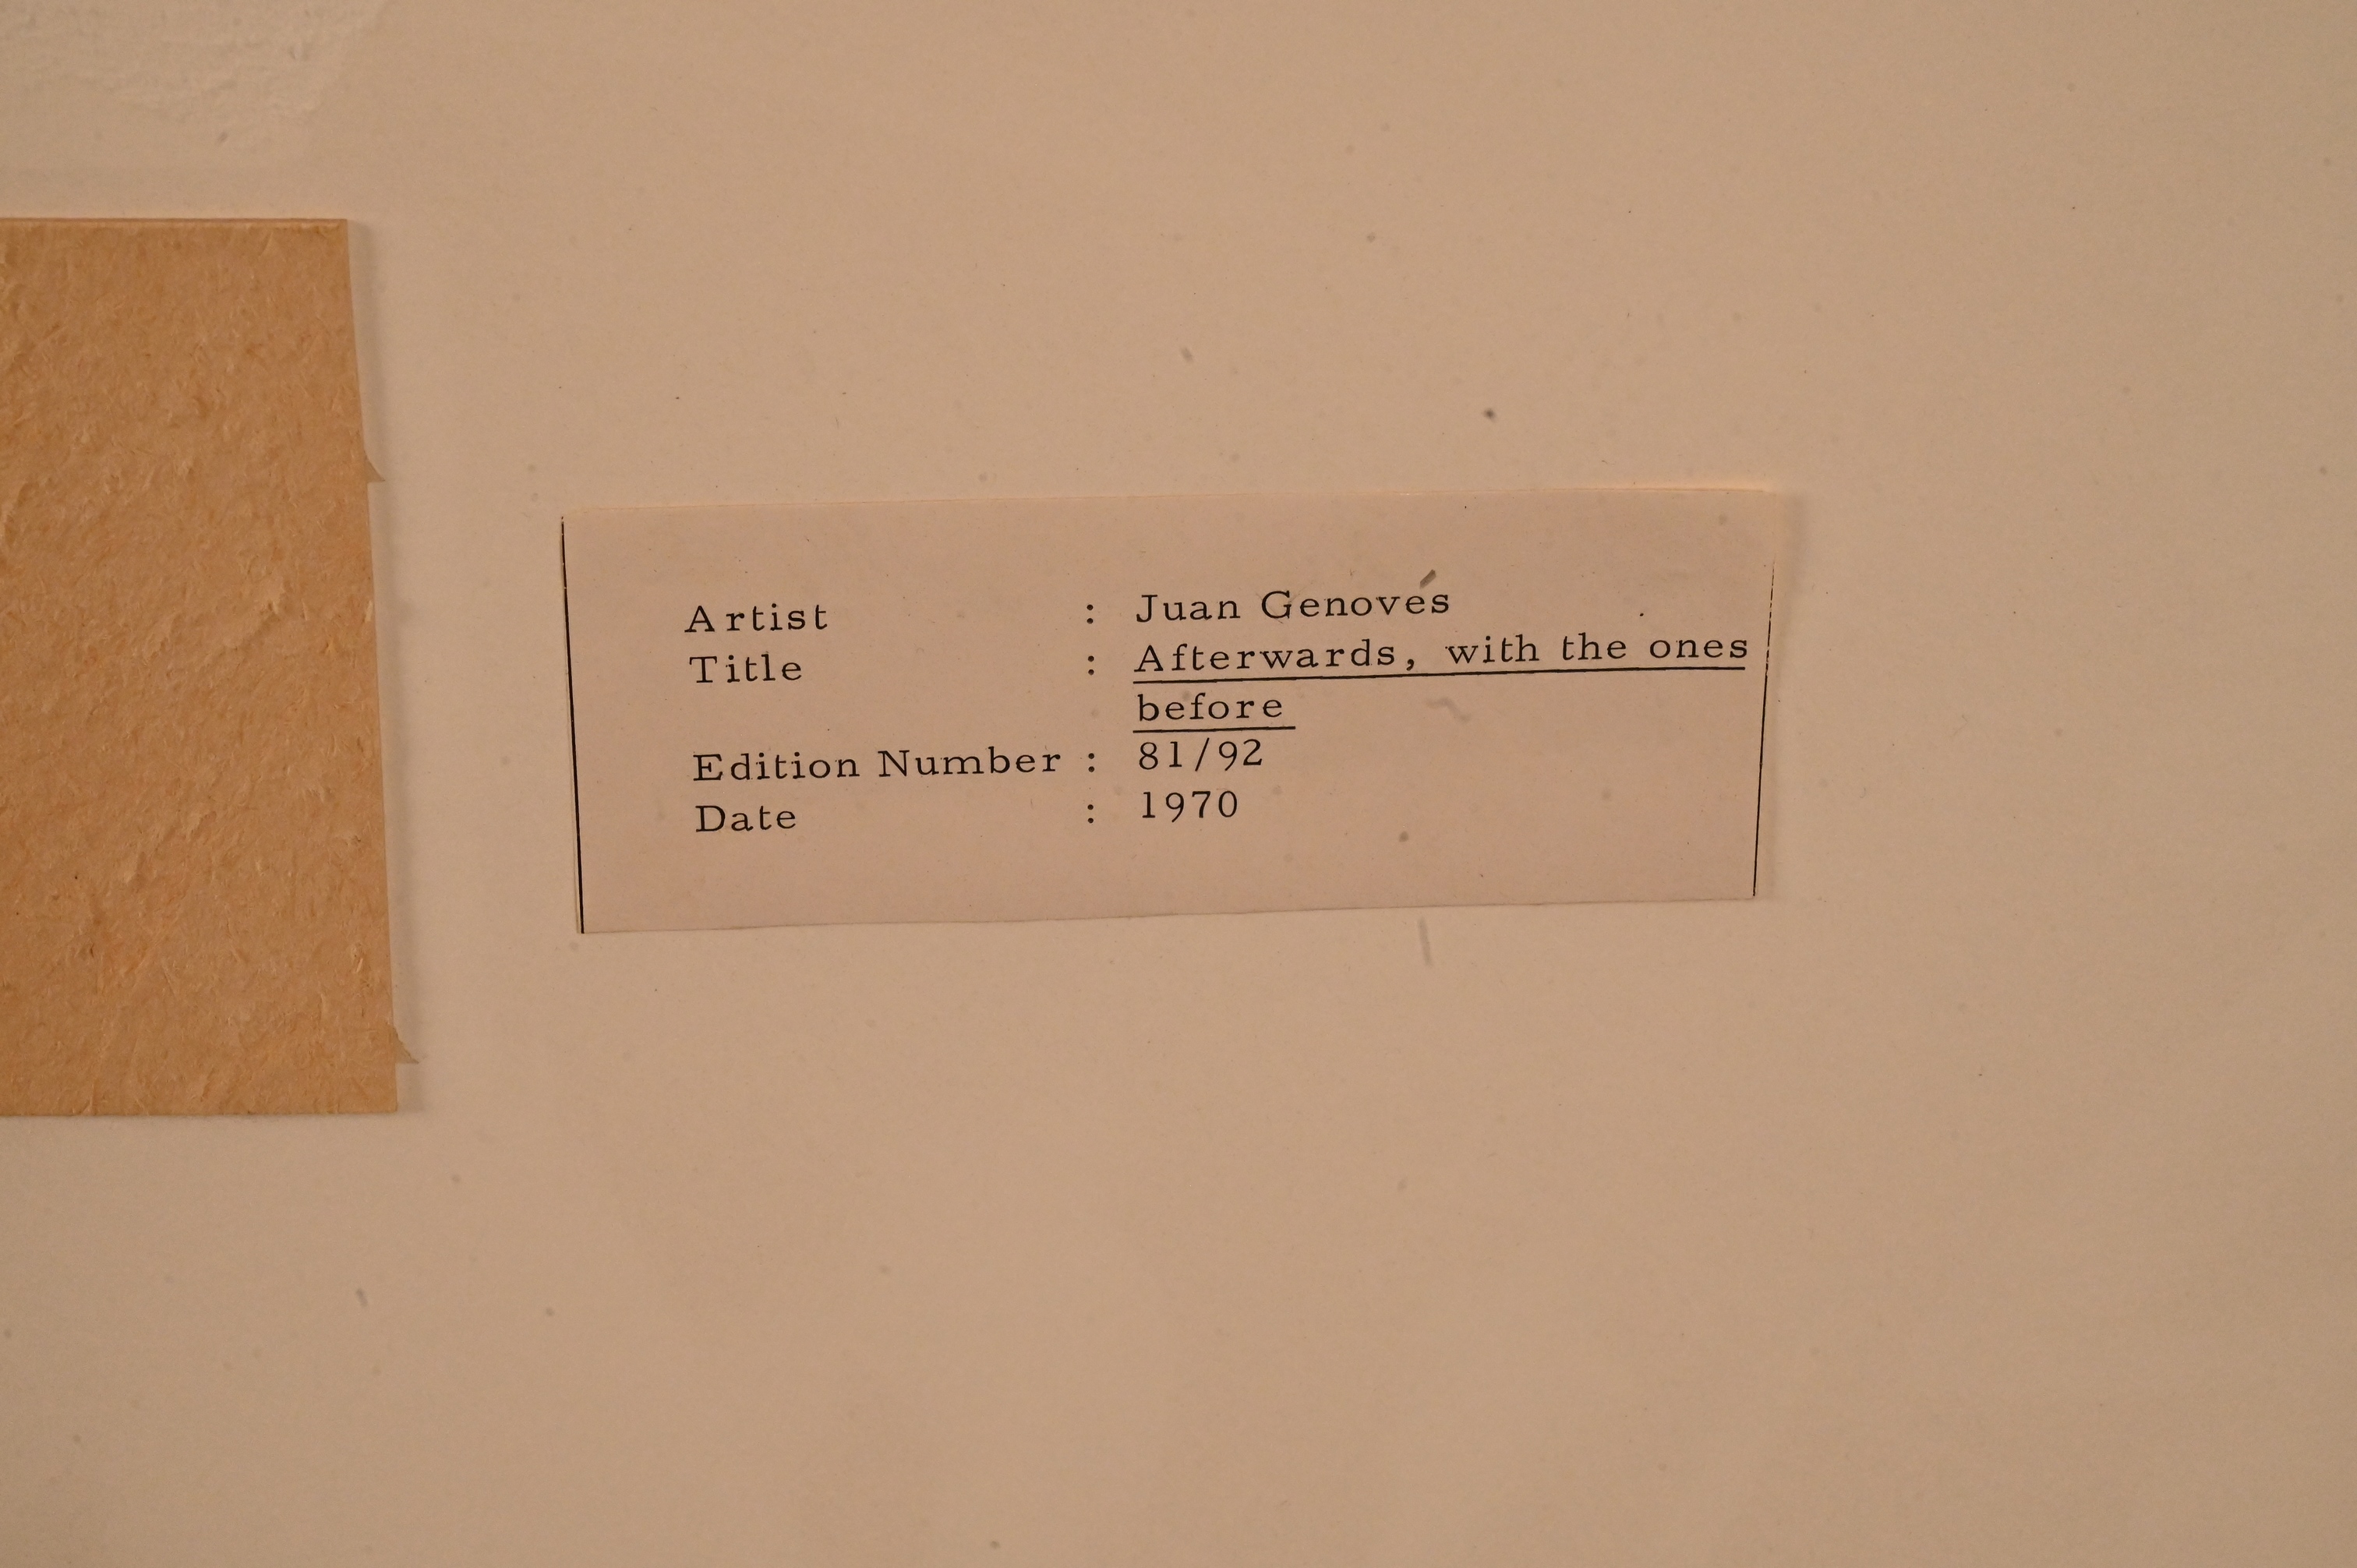 Artist : Juan Genovés
Title : Afterwards, with the ones
before
Edition Number : 81/92
Date : 1970